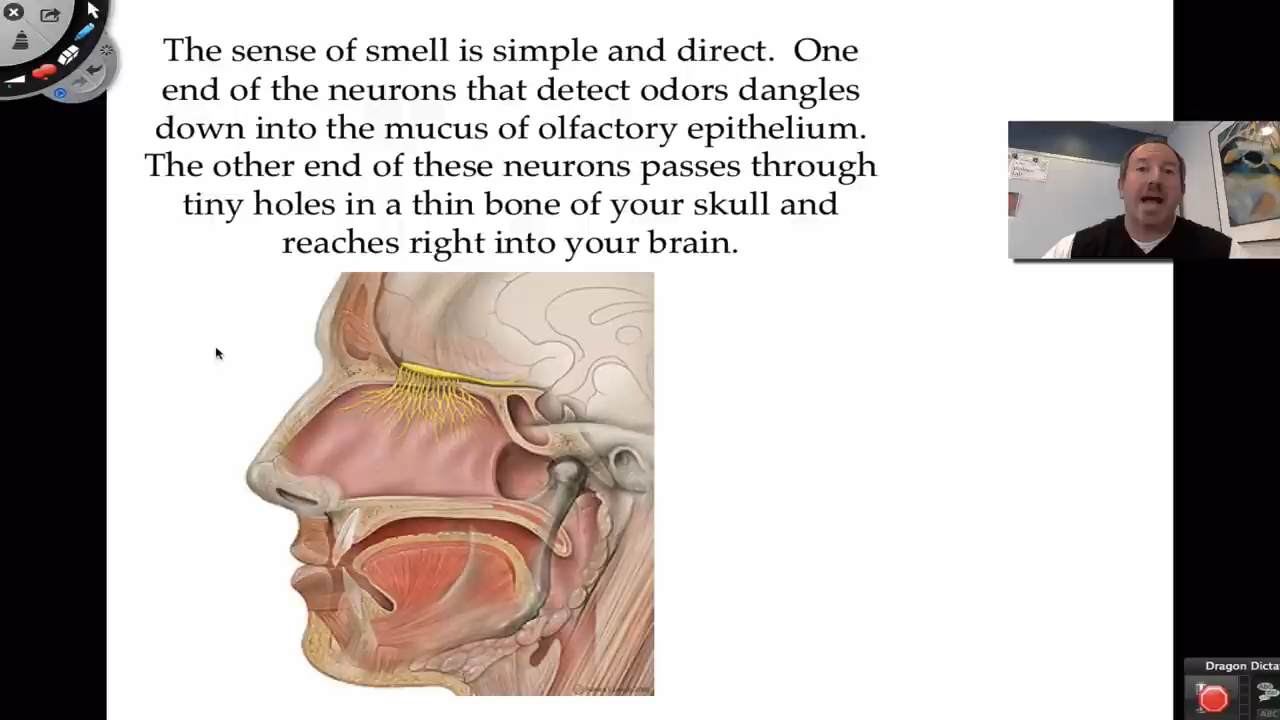 The sense of smell is simple and direct. One
end of the neurons that detect odors dangles
down into the mucus of olfactory epithelium.
The other end of these neurons passes through
tiny holes in a thin bone of your skull and
reaches right into your brain.
Dragon Dicta
ABC